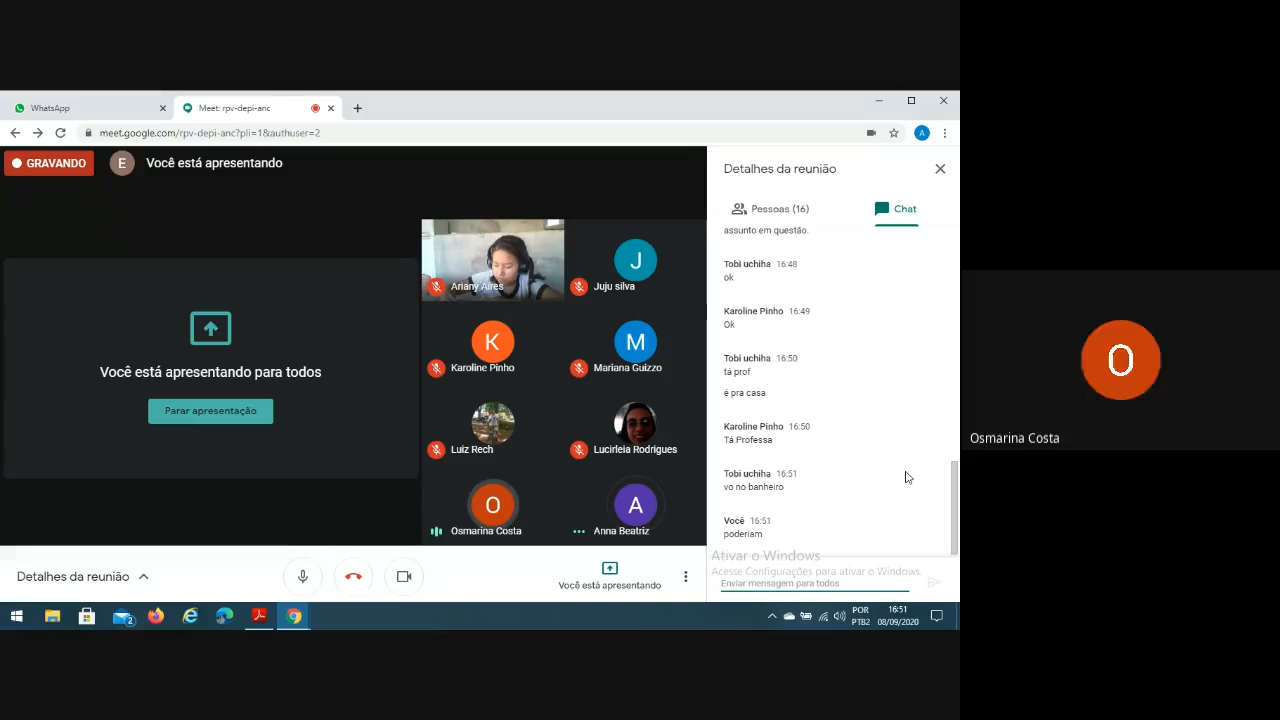 WhatsApp
Meet: rpv-depi-anc
meet.google.com/rpv-depi-anc?pli=1&authuser=2
A
GRAVANDO
E
Você está apresentando
Você está apresentando para todos
Parar apresentação
Ariany Aires
J
Juju silva
K
Karoline Pinho
M
Mariana Guizzo
Luiz Rech
Lucirleia Rodrigues
O
Osmarina Costa
A
Anna Beatriz
Detalhes da reunião
Pessoas (16)
Chat
assunto em questão.
Tobi uchiha 16:48
ok
Karoline Pinho 16:49
Ok
Tobi uchiha 16:50
tá prof
é pra casa
Karoline Pinho 16:50
Tá Professa
Tobi uchiha 16:51
vo no banheiro
Você 16:51
poderiam
Ativar o Windows
Acesse Configurações para ativar o Windows.
Enviar mensagem para todos
Detalhes da reunião
Você está apresentando
2
POR
PTB2
16:51
08/09/2020
O
Osmarina Costa